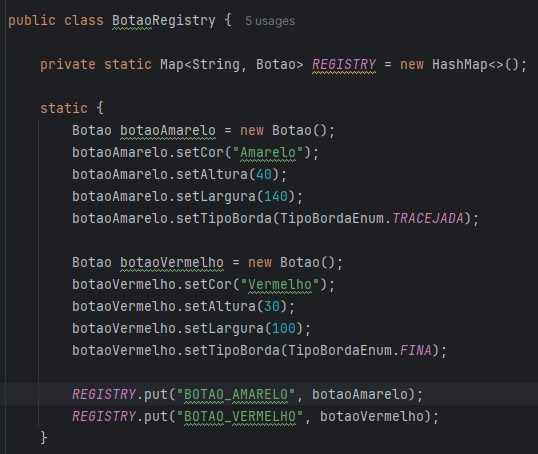 public class BotaoRegistry {   5 usages
private static Map<String, Botao> REGISTRY = new HashMap<>();
static {
Botao botaoAmarelo = new Botao();
botaoAmarelo.setCor("Amarelo");
botaoAmarelo.setAltura(40);
botaoAmarelo.setLargura(140);
botaoAmarelo.setTipoBorda(TipoBordaEnum.TRACEJADA);
Botao botaoVermelho = new Botao();
botaoVermelho.setCor("Vermelho");
botaoVermelho.setAltura(30);
botaoVermelho.setLargura(100);
botaoVermelho.setTipoBorda(TipoBordaEnum.FINA);
REGISTRY.put("BOTAO_AMARELO", botaoAmarelo);
REGISTRY.put("BOTAO_VERMELHO", botaoVermelho);
}